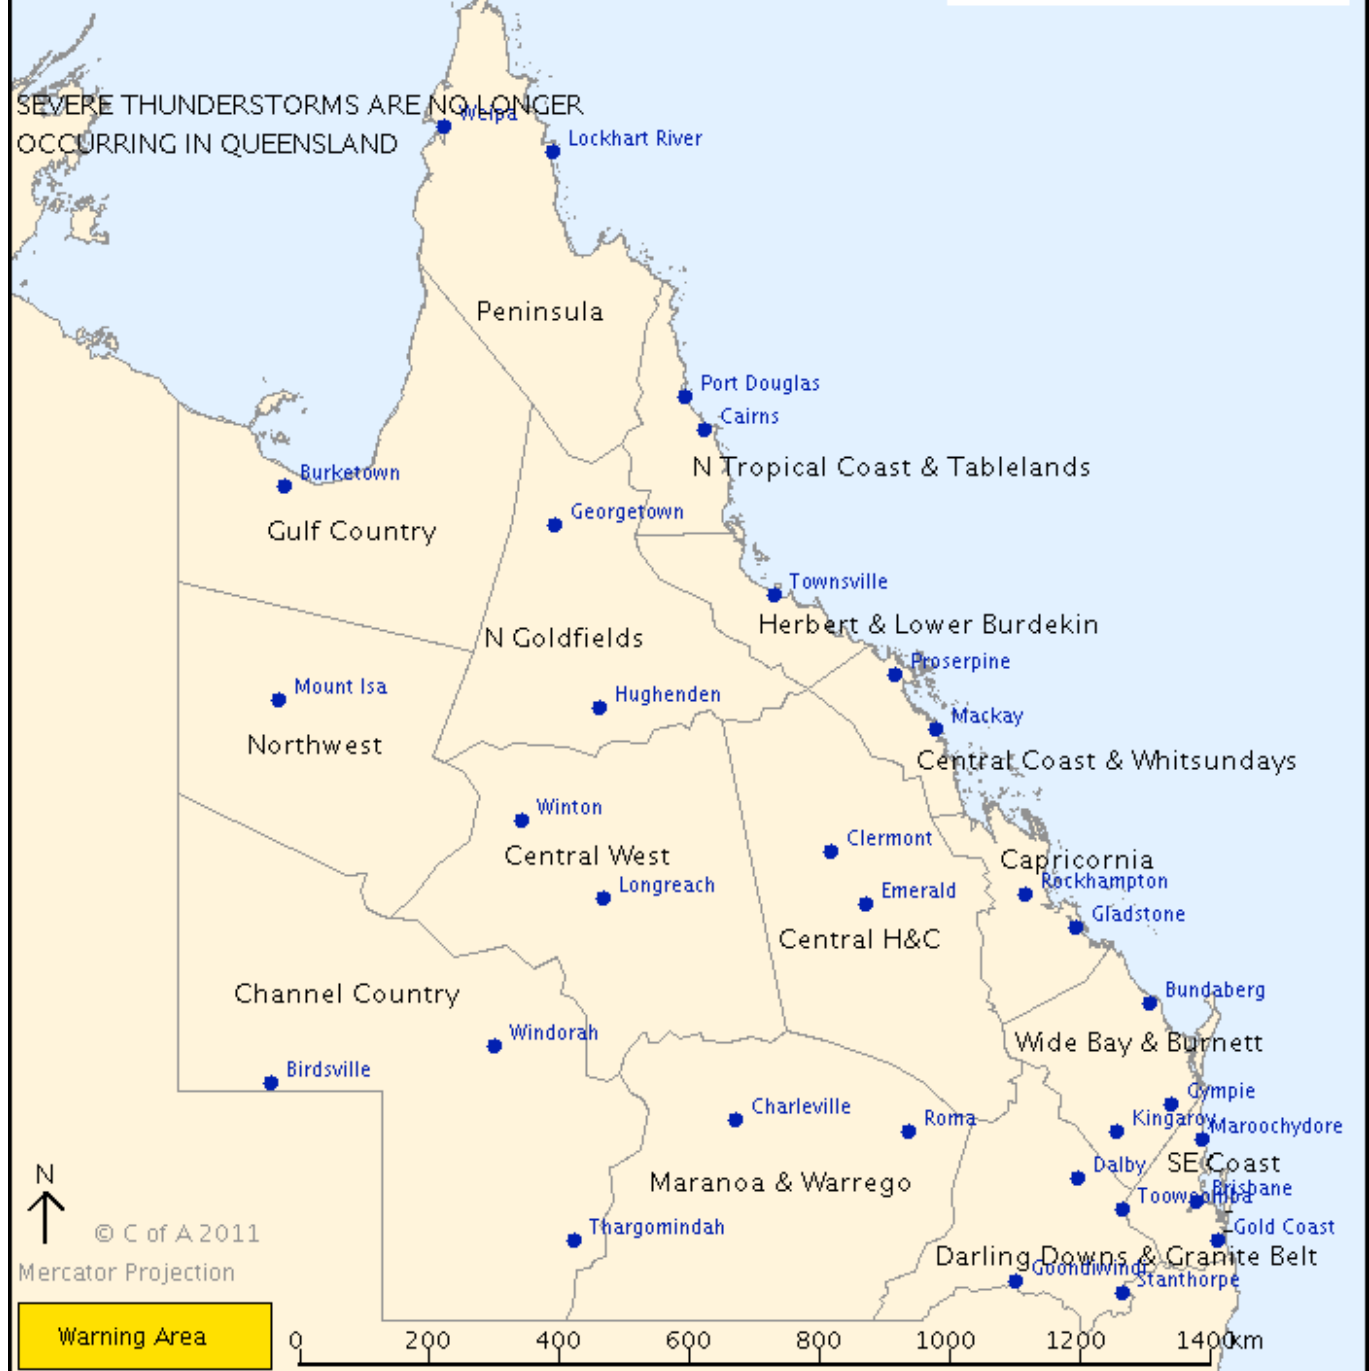 SEVERE THUNDERSTORMS ARE NO LONGER
OCCURRING IN QUEENSLAND
Weipa
Lockhart River
Peninsula
Port Douglas
Cairns
N Tropical Coast & Tablelands
Burketown
Georgetown
Gulf Country
Townsville
Herbert & Lower Burdekin
N Goldfields
Proserpine
Mount Isa
Hughenden
Mackay
Northwest
Central Coast & Whitsundays
Winton
Clermont
Central West
Capricornia
Longreach
Emerald
Rockhampton
Gladstone
Central H&C
Channel Country
Bundaberg
Windorah
Wide Bay & Burnett
Birdsville
Gympie
Charleville
Roma
Kingaroy
Maroochydore
Dalby
SE Coast
Maranoa & Warrego
Toowoomba
Brisbane
N
Thargomindah
Gold Coast
© C of A 2011
Darling Downs & Granite Belt
Mercator Projection
Goondiwindi
Stanthorpe
Warning Area
0 200 400 600 800 1000 1200 1400km